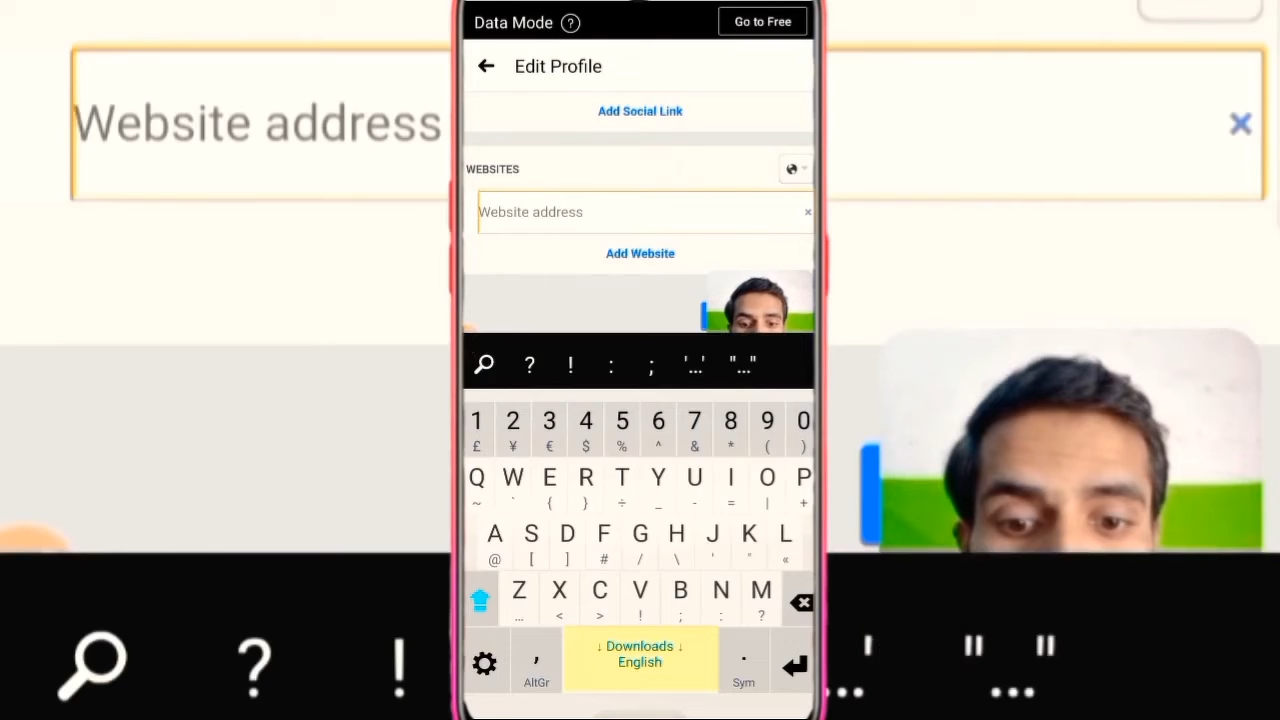 Data Mode ?
Go to Free
Edit Profile
Add Social Link
WEBSITES
Website address ×
Add Website
? ! : ; '...' "..."
1 2 3 4 5 6 7 8 9 0
£ ¥ € $ % ^ & * ( )
Q W E R T Y U I O P
~ ` { } ÷ _ - = | +
A S D F G H J K L
@ [ ] # / \ ' " «
Z X C V B N M
... < > ! ; : ?
, ↓ Downloads ↓ .
English
AltGr Sym
Website address ×
? ! ...' "..."